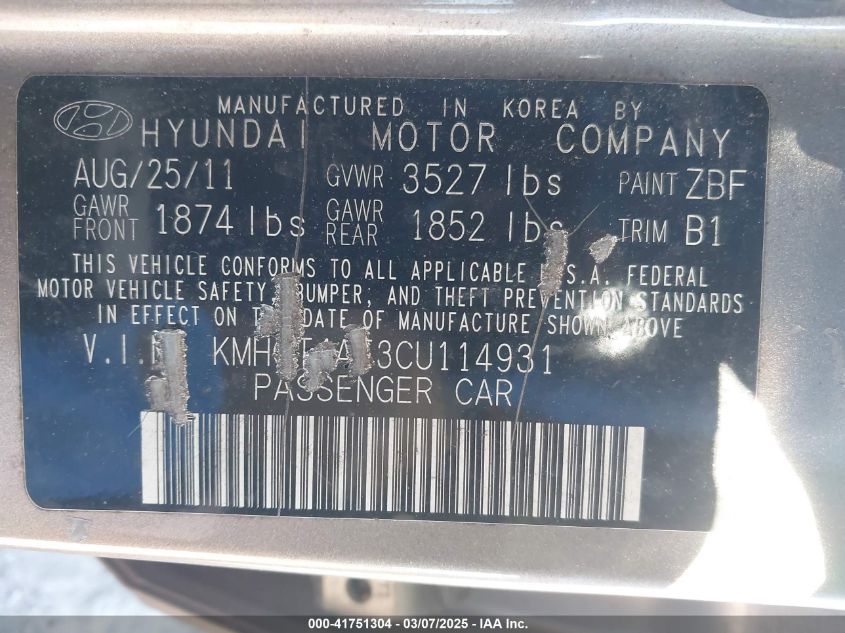 MANUFACTURED IN KOREA BY
HYUNDAI MOTOR COMPANY
AUG/25/11 GVWR 3527 lbs PAINT ZBF
GAWR FRONT 1874 lbs GAWR REAR 1852 lbs TRIM B1
THIS VEHICLE CONFORMS TO ALL APPLICABLE U.S.A. FEDERAL
MOTOR VEHICLE SAFETY, BUMPER, AND THEFT PREVENTION STANDARDS
IN EFFECT ON THE DATE OF MANUFACTURE SHOWN ABOVE
V.I.N 3CU114931
PASSENGER CAR
000-41751304 | 03/07/2025 | IAA Inc.